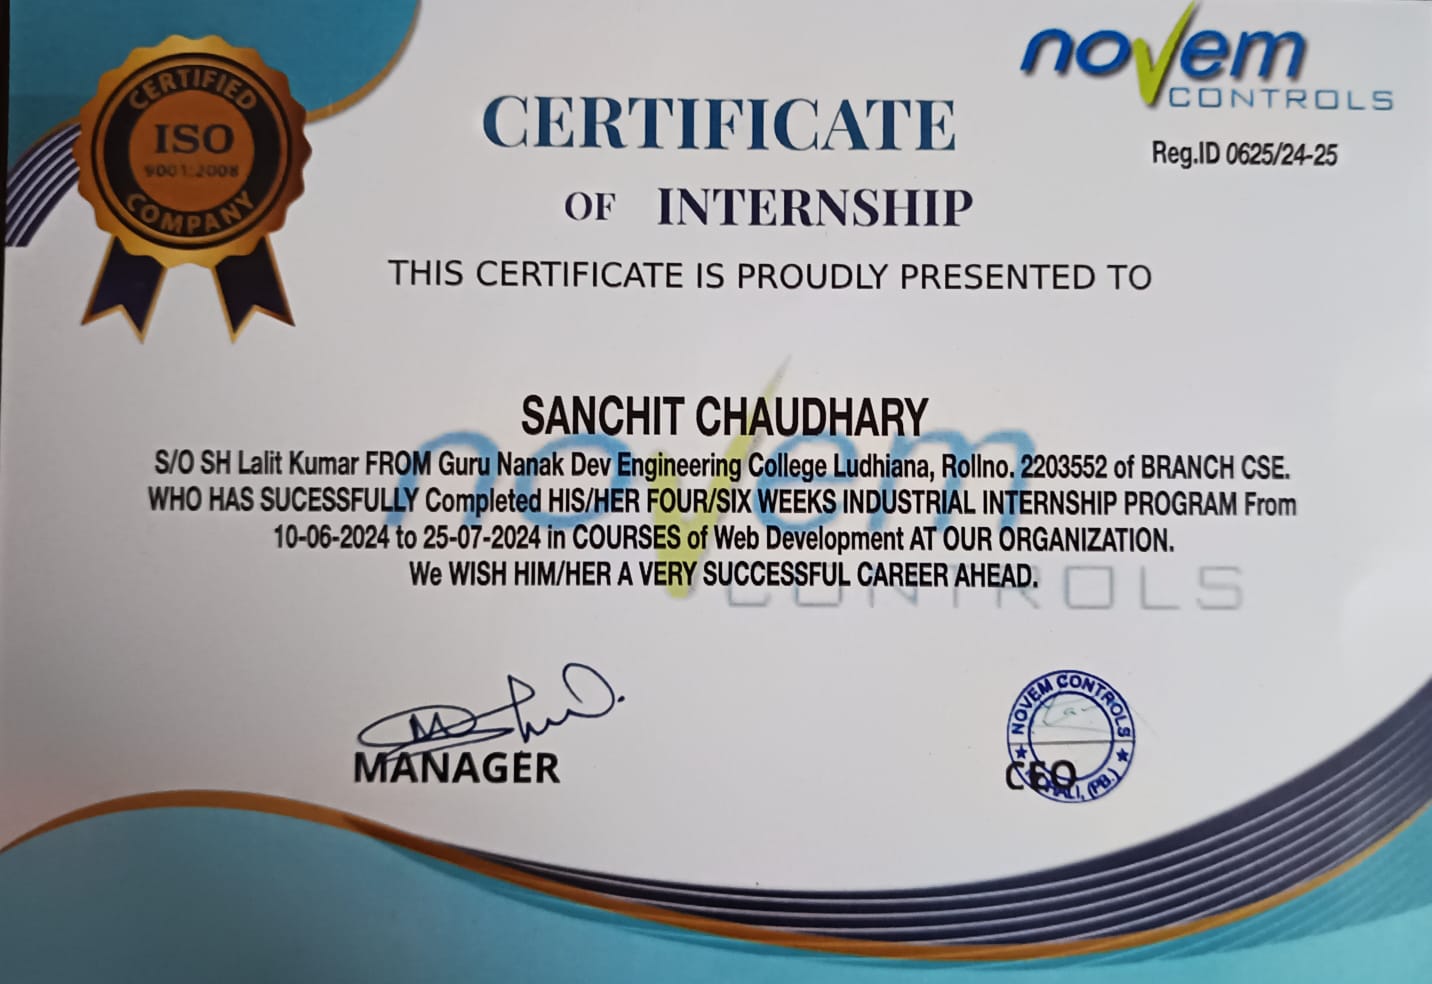 CERTIFIED
ISO
9001:2008
COMPANY
novem
CONTROLS
Reg.ID 0625/24-25
CERTIFICATE
OF INTERNSHIP
THIS CERTIFICATE IS PROUDLY PRESENTED TO
novem
CONTROLS
SANCHIT CHAUDHARY
S/O SH Lalit Kumar FROM Guru Nanak Dev Engineering College Ludhiana, Rollno. 2203552 of BRANCH CSE.
WHO HAS SUCESSFULLY Completed HIS/HER FOUR/SIX WEEKS INDUSTRIAL INTERNSHIP PROGRAM From
10-06-2024 to 25-07-2024 in COURSES of Web Development AT OUR ORGANIZATION.
We WISH HIM/HER A VERY SUCCESSFUL CAREER AHEAD.
MANAGER
NOVEM CONTROLS
(PB.)
CEO